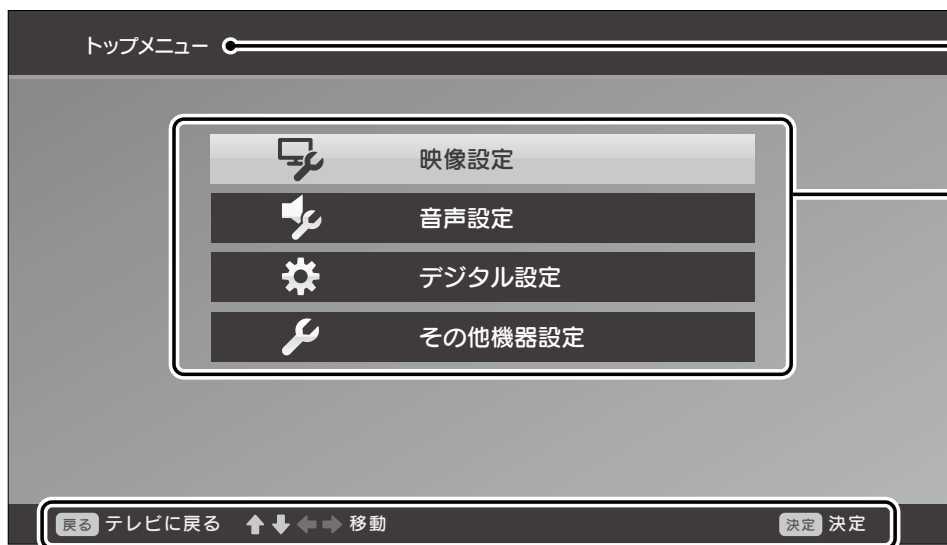 トップメニュー
映像設定
音声設定
デジタル設定
その他機器設定
戻る テレビに戻る 移動 決定 決定